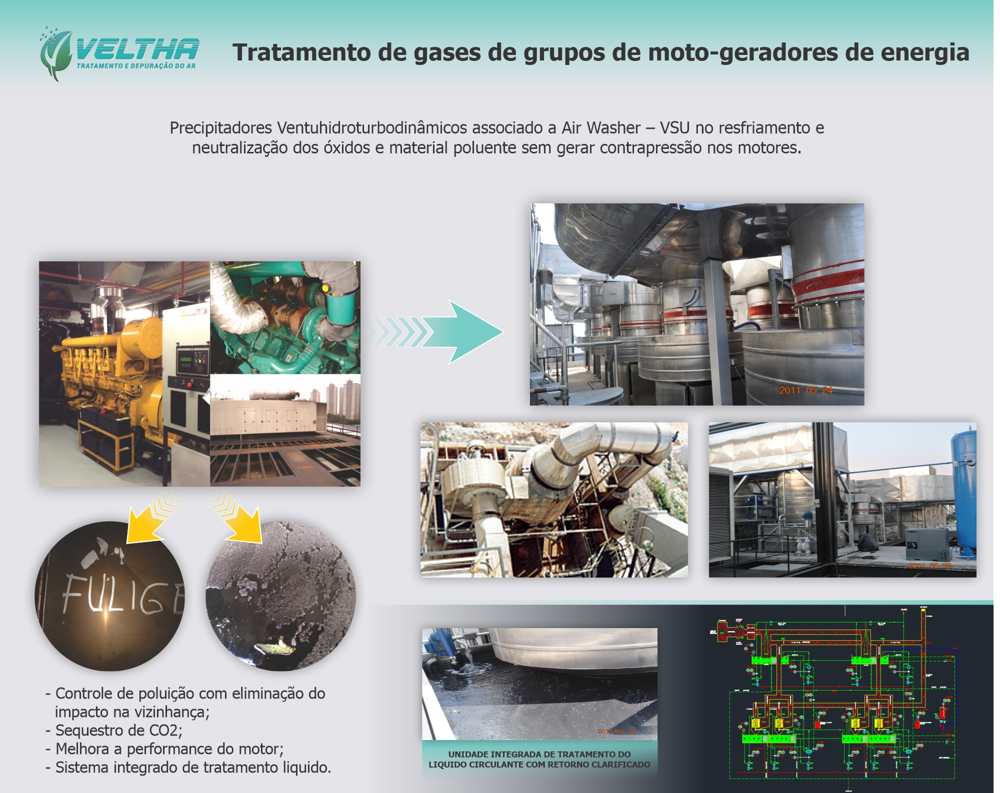 VELTHA
TRATAMENTO E DEPURAÇÃO DO AR
Tratamento de gases de grupos de moto-geradores de energia
Precipitadores Ventuhidroturbodinâmicos associado a Air Washer – VSU no resfriamento e
neutralização dos óxidos e material poluente sem gerar contrapressão nos motores.
2011 05 24
2011 05 23
FULIGE
- Controle de poluição com eliminação do
impacto na vizinhança;
- Sequestro de CO2;
- Melhora a performance do motor;
- Sistema integrado de tratamento liquido.
2011 05 24
UNIDADE INTEGRADA DE TRATAMENTO DO
LIQUIDO CIRCULANTE COM RETORNO CLARIFICADO